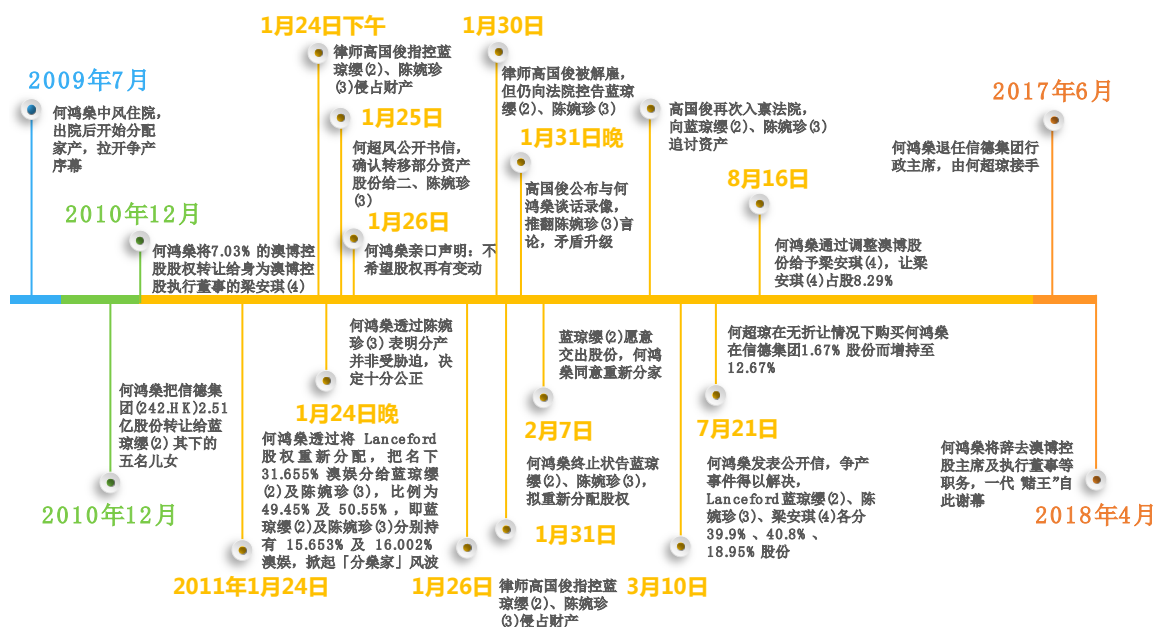 1月24日下午
律师高国俊指控蓝
琼缨(2)、陈婉珍
(3)侵占财产
1月30日
律师高国俊被解雇，
但仍向法院控告蓝琼
缨(2)、陈婉珍(3)
2009年7月
何鸿燊中风住院，
出院后开始分配
家产，拉开争产
序幕
1月25日
何超凤公开书信，
确认转移部分资产
股份给二、陈婉珍
(3)
1月31日晚
高国俊公布与何
鸿燊谈话录像，
推翻陈婉珍(3)言
论，矛盾升级
高国俊再次入禀法院，
向蓝琼缨(2)、陈婉珍(3)
追讨资产
2017年6月
何鸿燊退任信德集团行
政主席，由何超琼接手
8月16日
何鸿燊通过调整澳博股
份给予梁安琪(4)，让梁
安琪(4)占股8.29%
2010年12月
何鸿燊将7.03% 的澳博控
股股权转让给身为澳博控
股执行董事的梁安琪(4)
1月26日
何鸿燊亲口声明：不
希望股权再有变动
何鸿燊把信德集
团(242.HK)2.51
亿股份转让给蓝
琼缨(2) 其下的
五名儿女
2010年12月
何鸿燊透过陈婉
珍(3) 表明分产
并非受胁迫，决
定十分公正
1月24日晚
何鸿燊透过将 Lanceford
股权重新分配，把名下
31.655% 澳娱分给蓝琼缨
(2)及陈婉珍(3)，比例为
49.45% 及 50.55% ，即蓝
琼缨(2)及陈婉珍(3)分别持
有 15.653% 及 16.002%
澳娱，掀起「分燊家」风波
2011年1月24日
1月26日
律师高国俊指控蓝
琼缨(2)、陈婉珍
(3)侵占财产
何鸿燊终止状告蓝琼
缨(2)、陈婉珍(3)，
拟重新分配股权
1月31日
蓝琼缨(2)愿意
交出股份，何鸿
燊同意重新分家
2月7日
何鸿燊发表公开信，争产
事件得以解决，
Lanceford蓝琼缨(2)、陈
婉珍(3)、梁安琪(4)各分
39.9% 、40.8% 、
18.95% 股份
3月10日
何超琼在无折让情况下购买何鸿燊
在信德集团1.67% 股份而增持至
12.67%
7月21日
何鸿燊将辞去澳博控
股主席及执行董事等
职务，一代“赌王”自
此谢幕
2018年4月